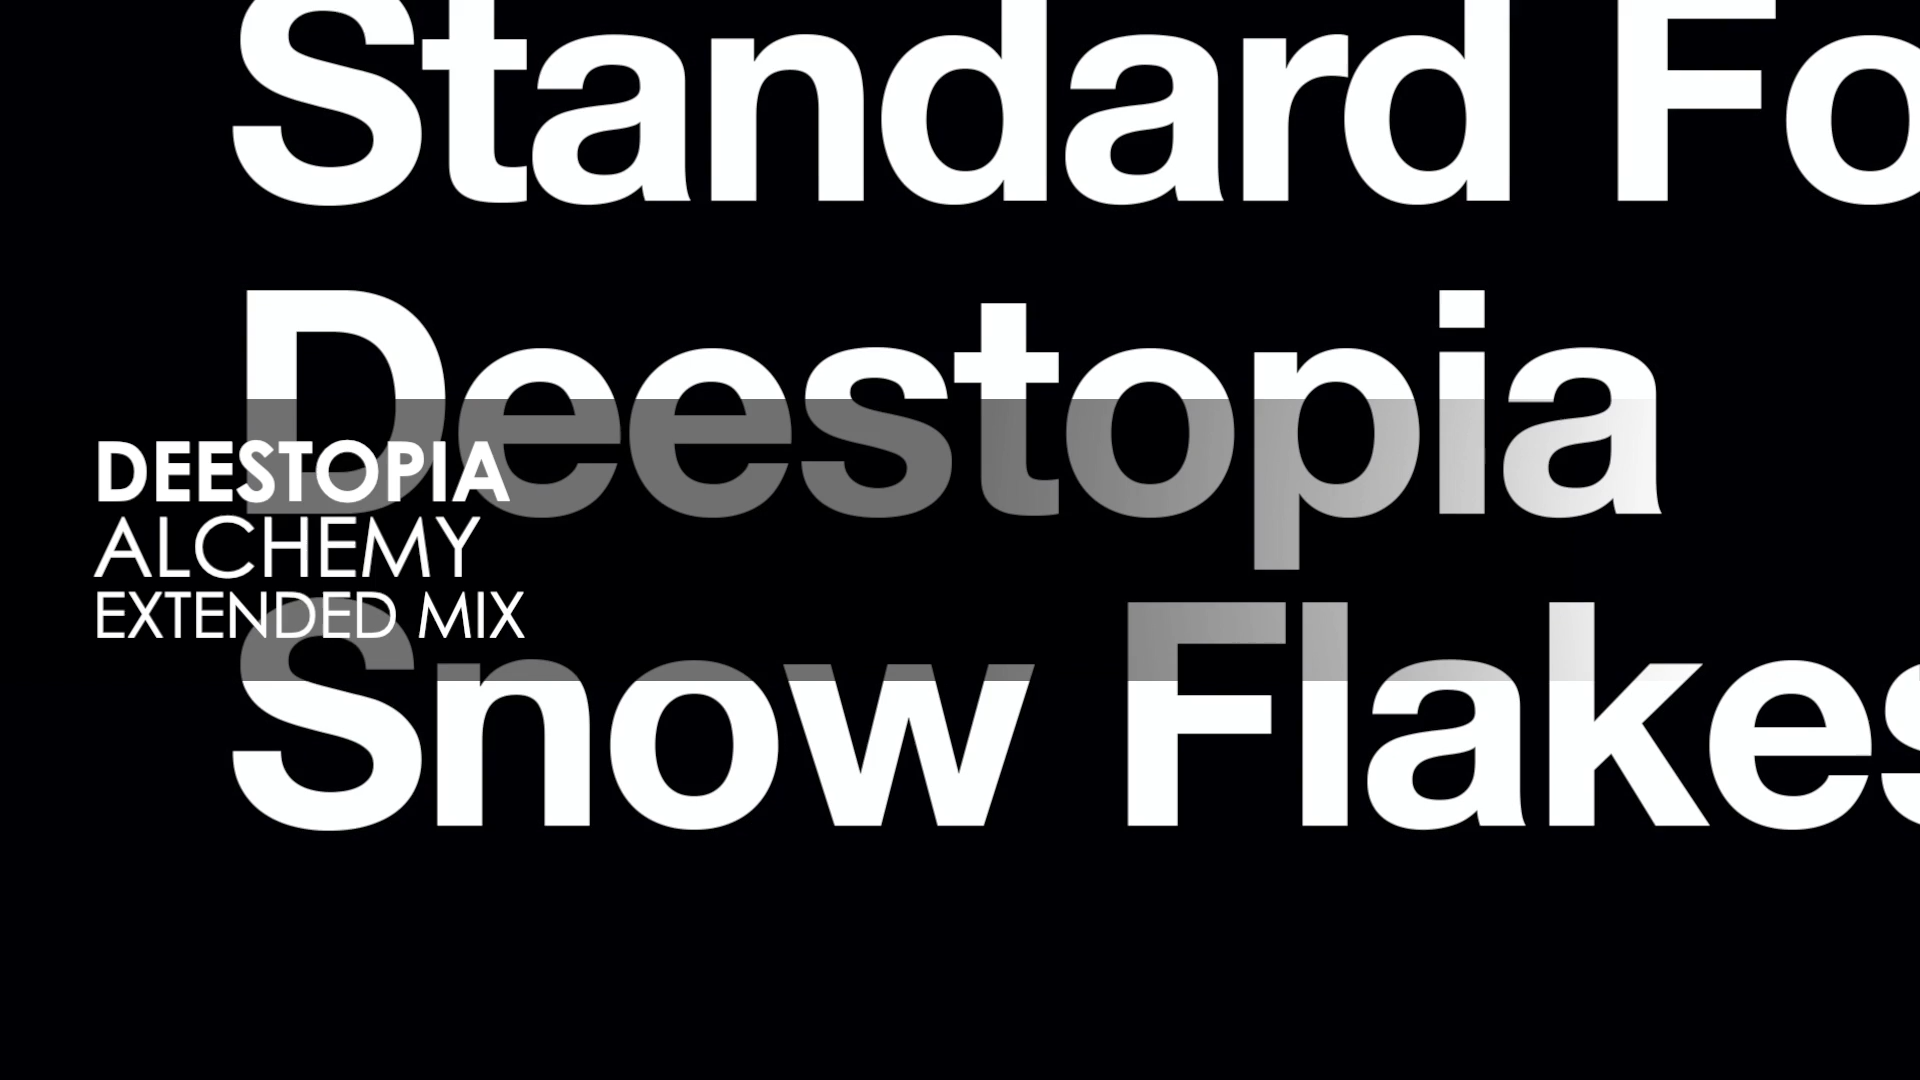 Standard Fo
Deestopia
DEESTOPIA
ALCHEMY
EXTENDED MIX
Snow Flakes